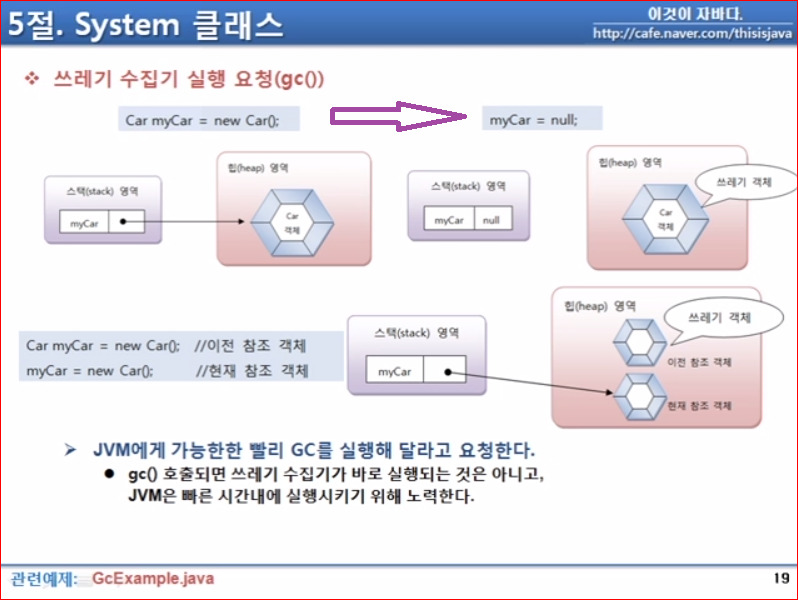 5절. System 클래스
이것이 자바다.
http://cafe.naver.com/thisisjava
❖ 쓰레기 수집기 실행 요청(gc())
Car myCar = new Car();
myCar = null;
스택(stack) 영역
myCar
힙(heap) 영역
Car
객체
스택(stack) 영역
myCar null
힙(heap) 영역
Car
객체
쓰레기 객체
Car myCar = new Car(); //이전 참조 객체
myCar = new Car(); //현재 참조 객체
스택(stack) 영역
myCar
힙(heap) 영역
쓰레기 객체
이전 참조 객체
현재 참조 객체
➢ JVM에게 가능한한 빨리 GC를 실행해 달라고 요청한다.
● gc() 호출되면 쓰레기 수집기가 바로 실행되는 것은 아니고,
JVM은 빠른 시간내에 실행시키기 위해 노력한다.
관련예제: GcExample.java
19